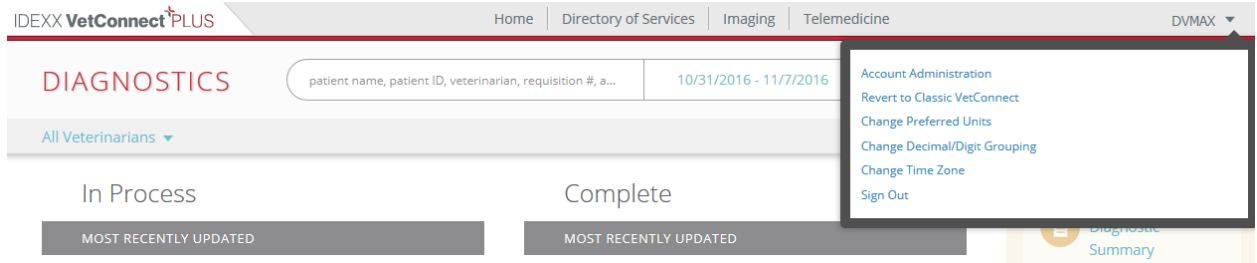 IDEXX VetConnect PLUS
Home
Directory of Services
Imaging
Telemedicine
DVMAX
DIAGNOSTICS
patient name, patient ID, veterinarian, requisition #, a...
10/31/2016 - 11/7/2016
Account Administration
Revert to Classic VetConnect
Change Preferred Units
Change Decimal/Digit Grouping
Change Time Zone
Sign Out
All Veterinarians
In Process
Complete
MOST RECENTLY UPDATED
MOST RECENTLY UPDATED
Diagnostic
Summary